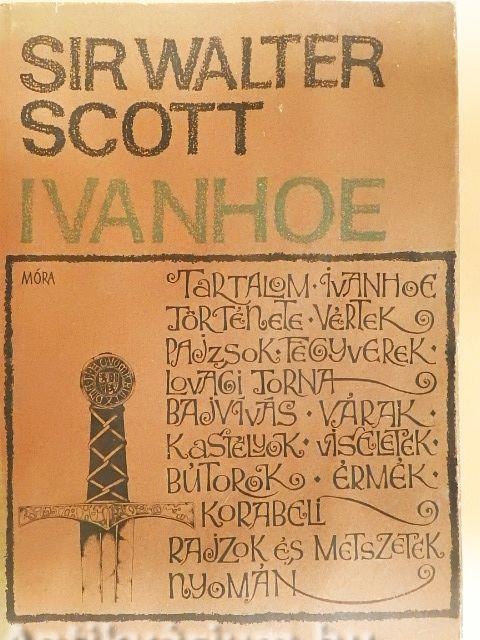 SIR WALTER
SCOTT
IVANHOE
MÓRA
TARTALOM · IVANHOE
TÖRTÉNETE · VÉRTEK
PAJZSOK · FEGYVEREK ·
LOVAGI TORNA
BAJVÍVÁS · VÁRAK ·
KASTÉLYOK · VISELETEK ·
BÚTOROK · ÉRMÉK ·
KORABELI
RAJZOK ÉS METSZETEK
NYOMÁN